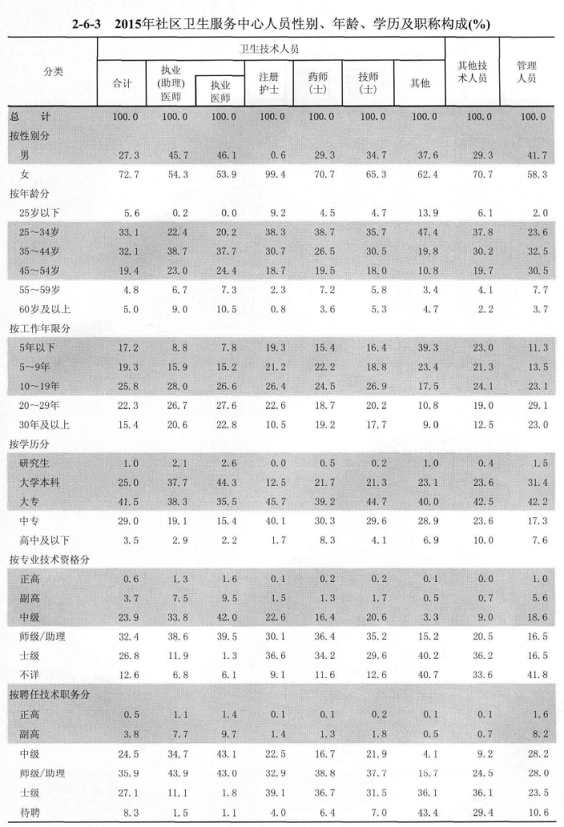 2-6-3 2015年社区卫生服务中心人员性别、年龄、学历及职称构成(%)
分类 卫生技术人员 其他技术人员 管理人员
合计 执业(助理)医师 执业医师 注册护士 药师(士) 技师(士) 其他
总 计 100.0 100.0 100.0 100.0 100.0 100.0 100.0 100.0 100.0
按性别分
男 27.3 45.7 46.1 0.6 29.3 34.7 37.6 29.3 41.7
女 72.7 54.3 53.9 99.4 70.7 65.3 62.4 70.7 58.3
按年龄分
25岁以下 5.6 0.2 0.0 9.2 4.5 4.7 13.9 6.1 2.0
25～34岁 33.1 22.4 20.2 38.3 38.7 35.7 47.4 37.8 23.6
35～44岁 32.1 38.7 37.7 30.7 26.5 30.5 19.8 30.2 32.5
45～54岁 19.4 23.0 24.4 18.7 19.5 18.0 10.8 19.7 30.5
55～59岁 4.8 6.7 7.3 2.3 7.2 5.8 3.4 4.1 7.7
60岁及以上 5.0 9.0 10.5 0.8 3.6 5.3 4.7 2.2 3.7
按工作年限分
5年以下 17.2 8.8 7.8 19.3 15.4 16.4 39.3 23.0 11.3
5～9年 19.3 15.9 15.2 21.2 22.2 18.8 23.4 21.3 13.5
10～19年 25.8 28.0 26.6 26.4 24.5 26.9 17.5 24.1 23.1
20～29年 22.3 26.7 27.6 22.6 18.7 20.2 10.8 19.0 29.1
30年及以上 15.4 20.6 22.8 10.5 19.2 17.7 9.0 12.5 23.0
按学历分
研究生 1.0 2.1 2.6 0.0 0.5 0.2 1.0 0.4 1.5
大学本科 25.0 37.7 44.3 12.5 21.7 21.3 23.1 23.6 31.4
大专 41.5 38.3 35.5 45.7 39.2 44.7 40.0 42.5 42.2
中专 29.0 19.1 15.4 40.1 30.3 29.6 28.9 23.6 17.3
高中及以下 3.5 2.9 2.2 1.7 8.3 4.1 6.9 10.0 7.6
按专业技术资格分
正高 0.6 1.3 1.6 0.1 0.2 0.2 0.1 0.0 1.0
副高 3.7 7.5 9.5 1.5 1.3 1.7 0.5 0.7 5.6
中级 23.9 33.8 42.0 22.6 16.4 20.6 3.3 9.0 18.6
师级/助理 32.4 38.6 39.5 30.1 36.4 35.2 15.2 20.5 16.5
士级 26.8 11.9 1.3 36.6 34.2 29.6 40.2 36.2 16.5
不详 12.6 6.8 6.1 9.1 11.6 12.6 40.7 33.6 41.8
按聘任技术职务分
正高 0.5 1.1 1.4 0.1 0.1 0.2 0.1 0.1 1.6
副高 3.8 7.7 9.7 1.4 1.3 1.8 0.5 0.7 8.2
中级 24.5 34.7 43.1 22.5 16.7 21.9 4.1 9.2 28.2
师级/助理 35.9 43.9 43.0 32.9 38.8 37.7 15.7 24.5 28.0
士级 27.1 11.1 1.8 39.1 36.7 31.5 36.1 36.1 23.5
待聘 8.3 1.5 1.1 4.0 6.4 7.0 43.4 29.4 10.6